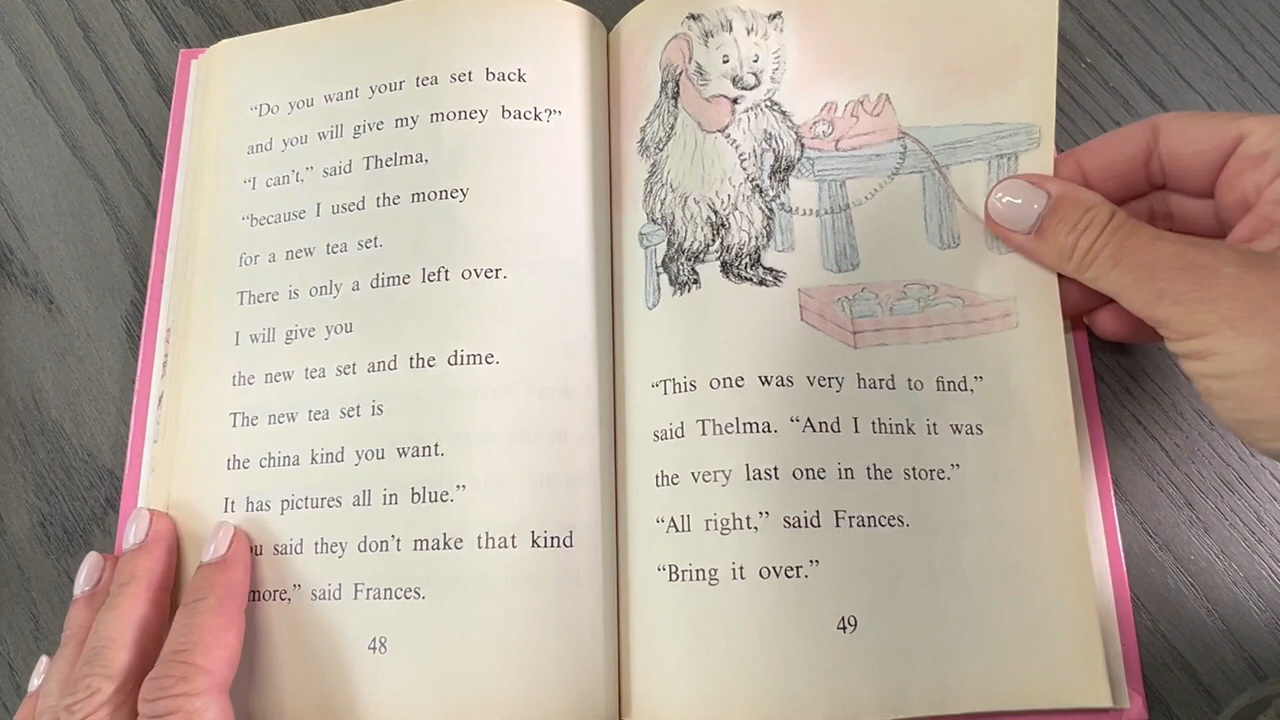 “Do you want your tea set back
and you will give my money back?”
“I can't,” said Thelma,
“because I used the money
for a new tea set.
There is only a dime left over.
I will give you
the new tea set and the dime.
The new tea set is
the china kind you want.
It has pictures all in blue.”
said they don't make that kind
said Frances.
48
“This one was very hard to find,”
said Thelma. “And I think it was
the very last one in the store.”
“All right,” said Frances.
“Bring it over.”
49